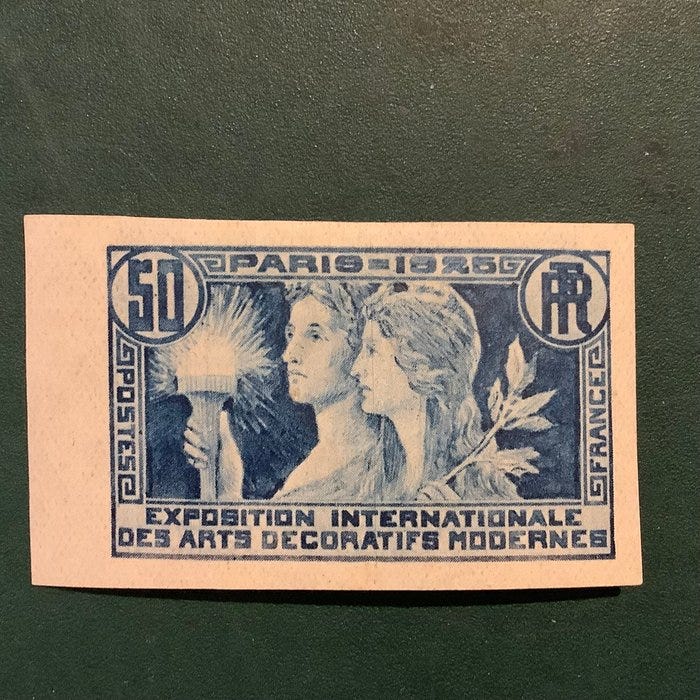 50 PARIS=1925 RF
POSTES
FRANCE
EXPOSITION INTERNATIONALE
DES ARTS DECORATIFS MODERNES